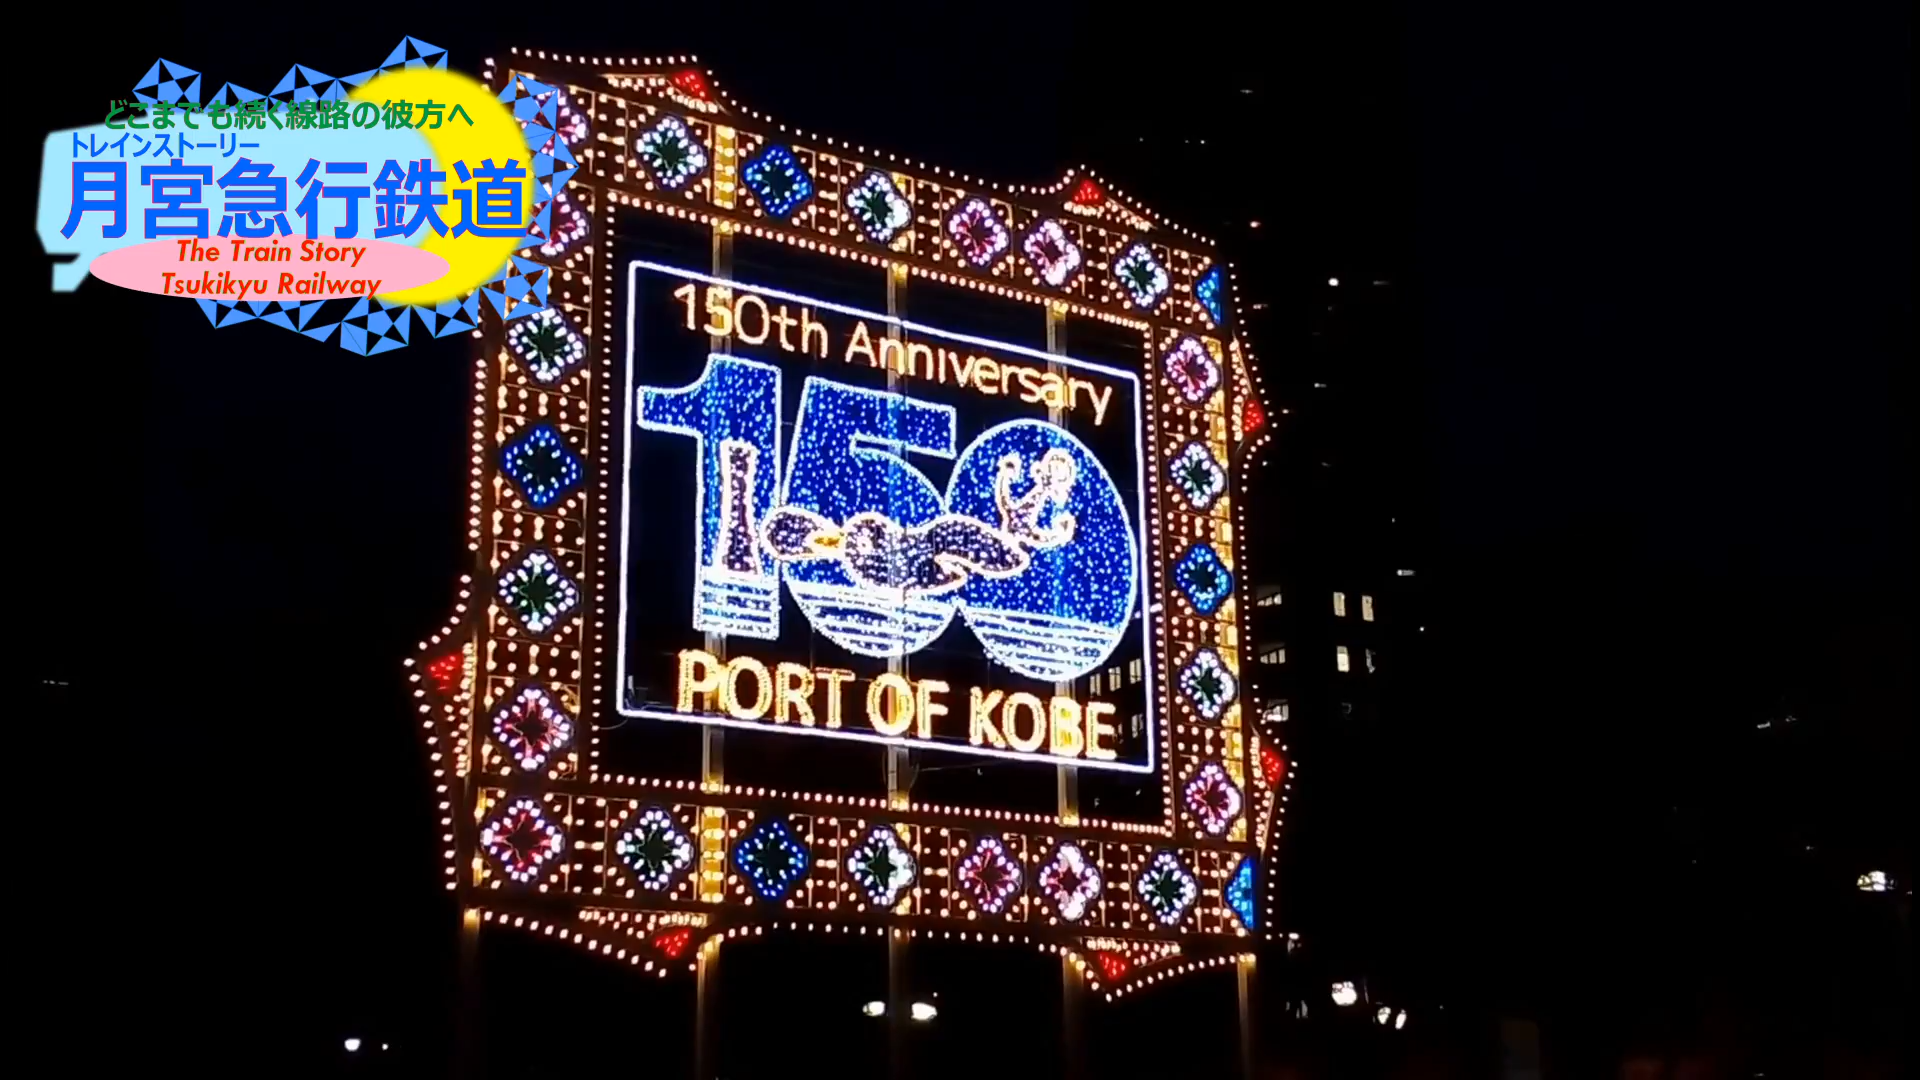 どこまでも続く線路の彼方へ
トレインストーリー
月宮急行鉄道
The Train Story
Tsukikyu Railway
150th Anniversary
150
PORT OF KOBE